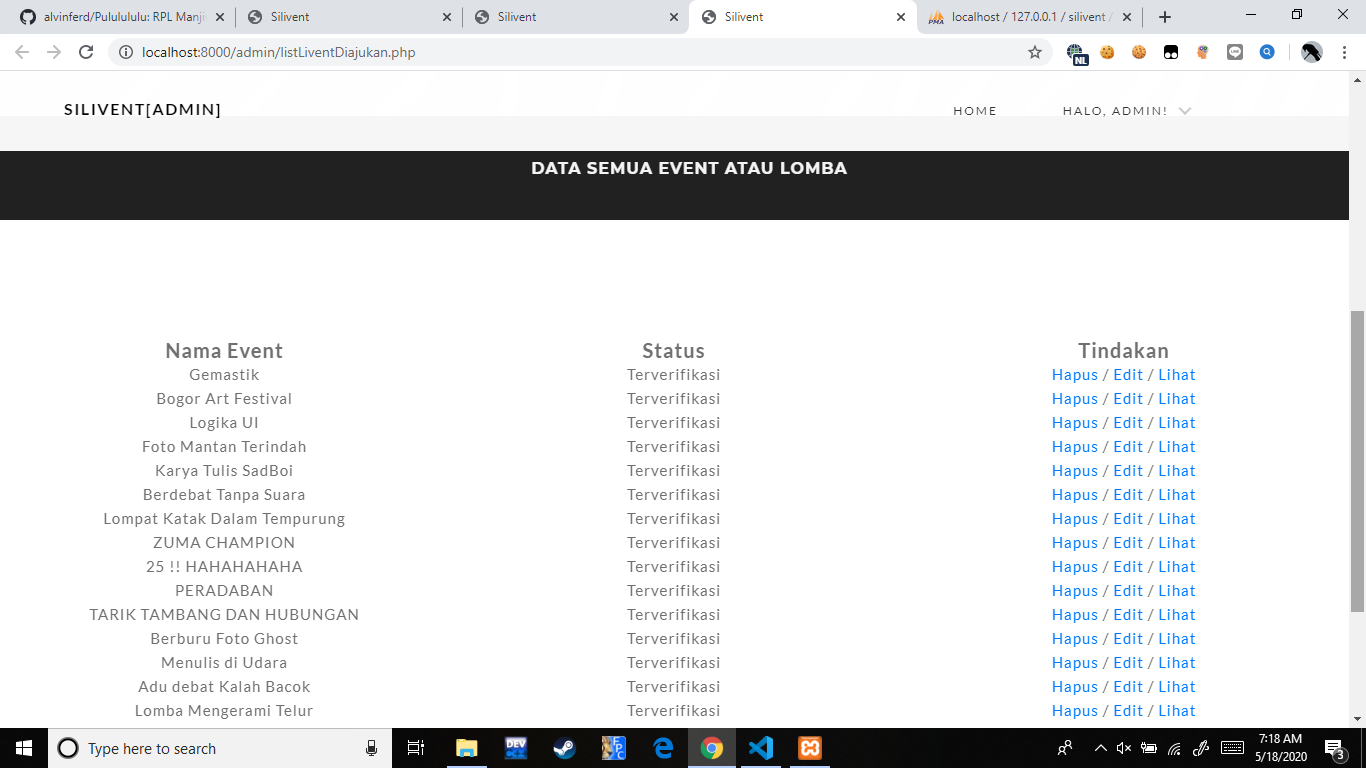 alvinferd/Pulululu: RPL Manji
Silivent
Silivent
Silivent
localhost / 127.0.0.1 / silivent /
localhost:8000/admin/listLiventDiajukan.php
NL
SILIVENT[ADMIN]
HOME
HALO, ADMIN!
DATA SEMUA EVENT ATAU LOMBA
Nama Event Status Tindakan
Gemastik Terverifikasi Hapus / Edit / Lihat
Bogor Art Festival Terverifikasi Hapus / Edit / Lihat
Logika UI Terverifikasi Hapus / Edit / Lihat
Foto Mantan Terindah Terverifikasi Hapus / Edit / Lihat
Karya Tulis SadBoi Terverifikasi Hapus / Edit / Lihat
Berdebat Tanpa Suara Terverifikasi Hapus / Edit / Lihat
Lompat Katak Dalam Tempurung Terverifikasi Hapus / Edit / Lihat
ZUMA CHAMPION Terverifikasi Hapus / Edit / Lihat
25 !! HAHAHAHAHA Terverifikasi Hapus / Edit / Lihat
PERADABAN Terverifikasi Hapus / Edit / Lihat
TARIK TAMBANG DAN HUBUNGAN Terverifikasi Hapus / Edit / Lihat
Berburu Foto Ghost Terverifikasi Hapus / Edit / Lihat
Menulis di Udara Terverifikasi Hapus / Edit / Lihat
Adu debat Kalah Bacok Terverifikasi Hapus / Edit / Lihat
Lomba Mengerami Telur Terverifikasi Hapus / Edit / Lihat
Type here to search
7:18 AM
5/18/2020
3